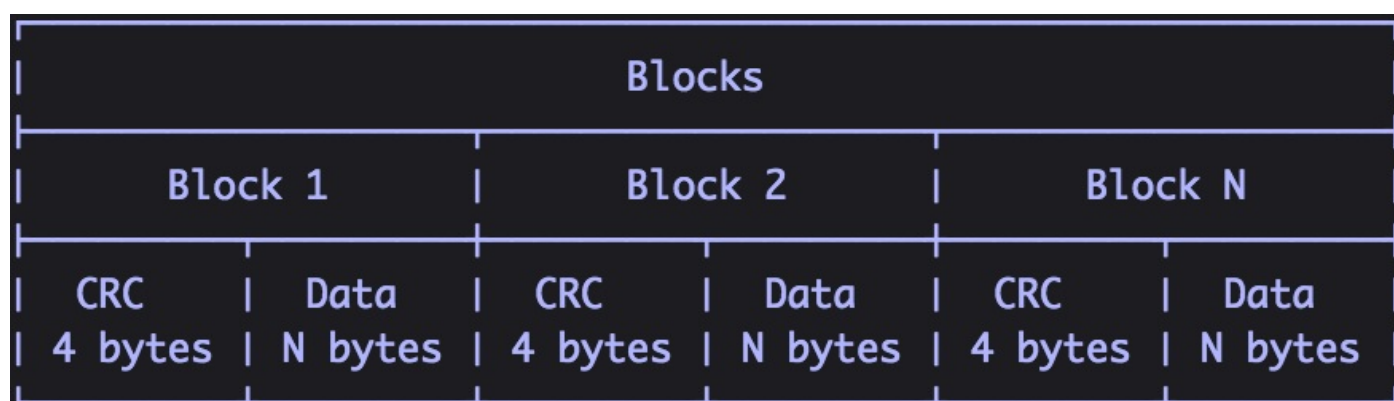 Blocks
Block 1 Block 2 Block N
CRC Data CRC Data CRC Data
4 bytes N bytes 4 bytes N bytes 4 bytes N bytes